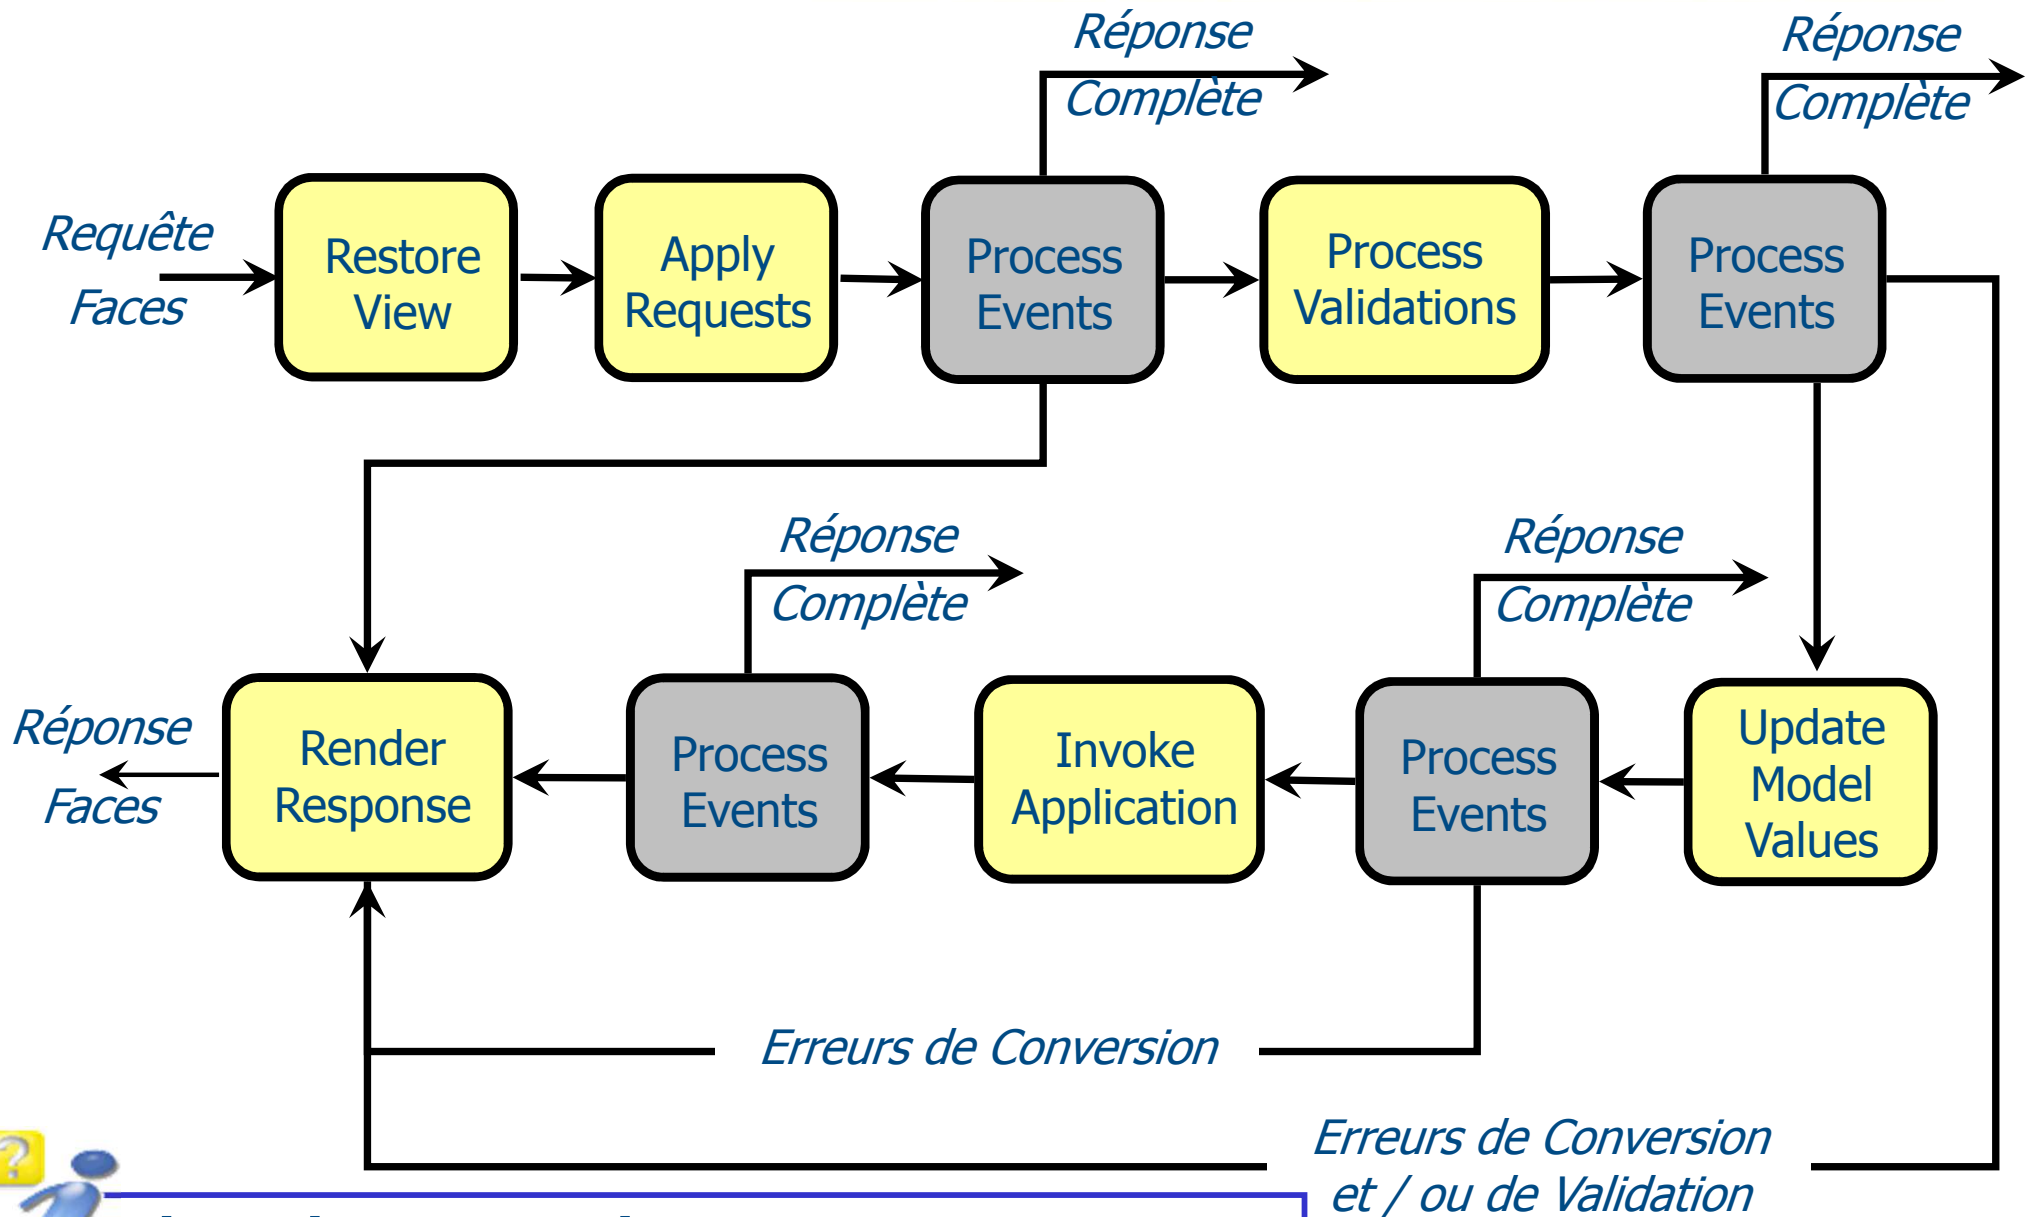 Réponse
Complète
Réponse
Complète
Requête
Faces
Restore
View
Apply
Requests
Process
Events
Process
Validations
Process
Events
Réponse
Complète
Réponse
Complète
Réponse
Faces
Render
Response
Process
Events
Invoke
Application
Process
Events
Update
Model
Values
Erreurs de Conversion
Erreurs de Conversion
et / ou de Validation
?